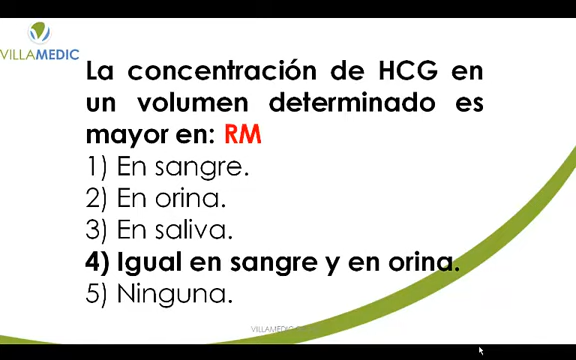 VILLAMEDIC
La concentración de HCG en
un volumen determinado es
mayor en: RM
1) En sangre.
2) En orina.
3) En saliva.
4) Igual en sangre y en orina.
5) Ninguna.
VILLAMEDIC